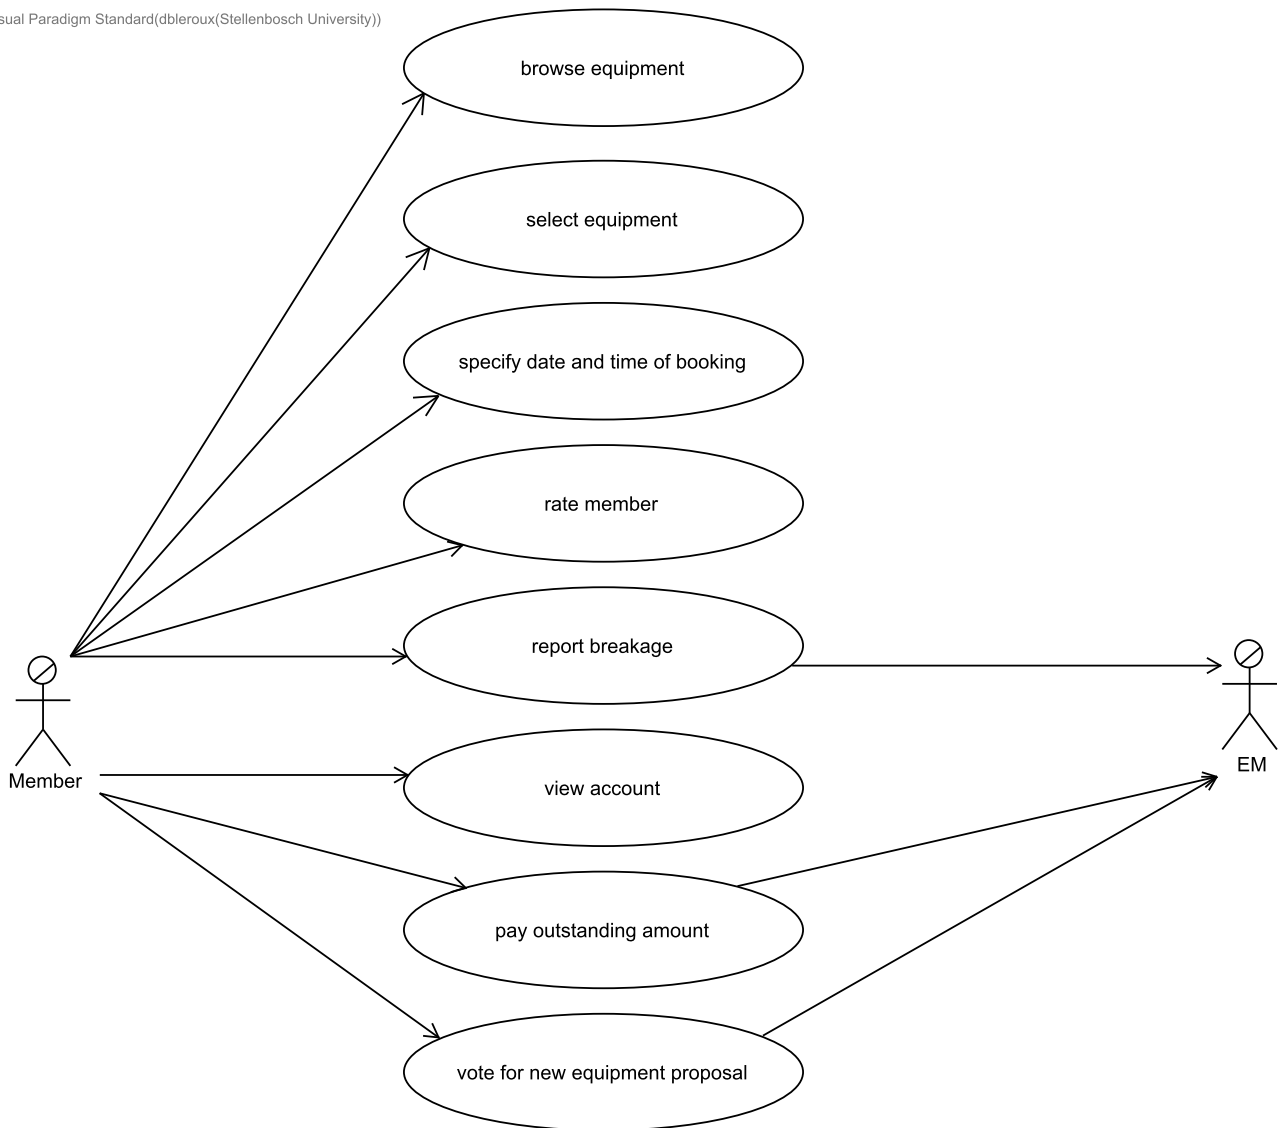 sual Paradigm Standard(dbleroux(Stellenbosch University))
browse equipment
select equipment
specify date and time of booking
rate member
report breakage
Member
EM
view account
pay outstanding amount
vote for new equipment proposal